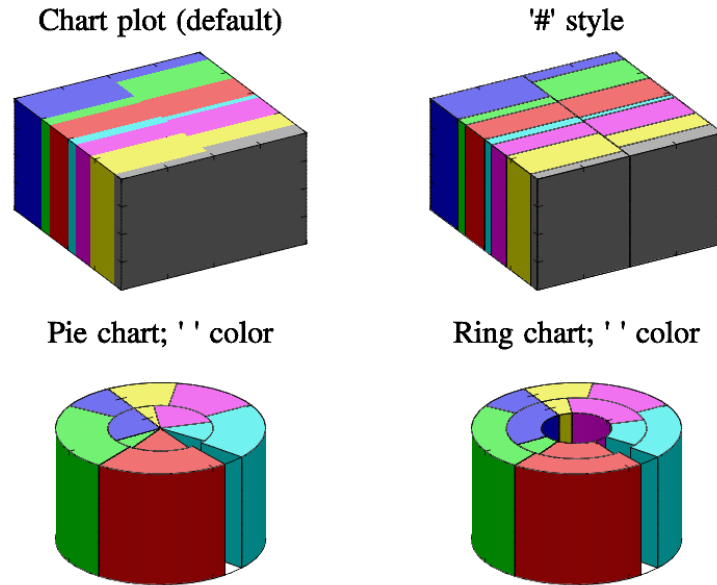 Chart plot (default)
'#' style
Pie chart; ' ' color
Ring chart; ' ' color